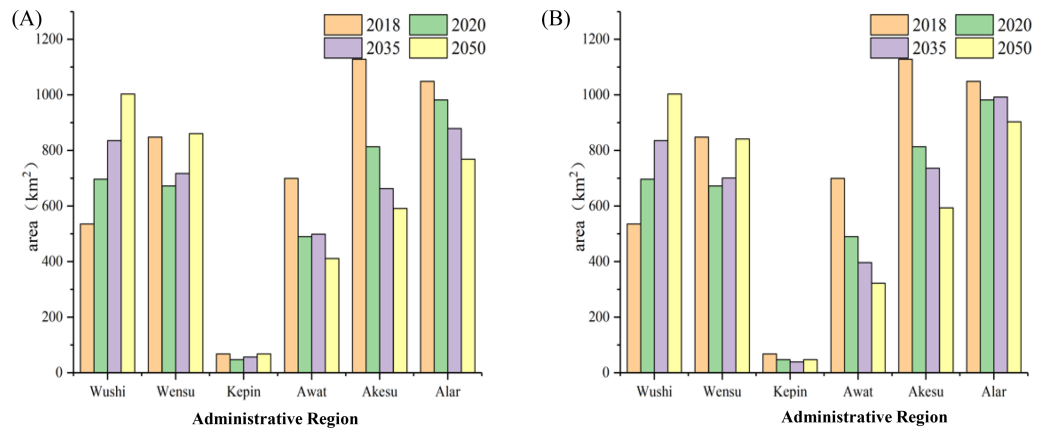 (A)
2018
2020
2035
2050
1200
1000
800
600
400
200
0
area（km²）
Wushi Wensu Kepin Awat Akesu Alar
Administrative Region
(B)
2018
2020
2035
2050
1200
1000
800
600
400
200
0
area（km²）
Wushi Wensu Kepin Awat Akesu Alar
Administrative Region